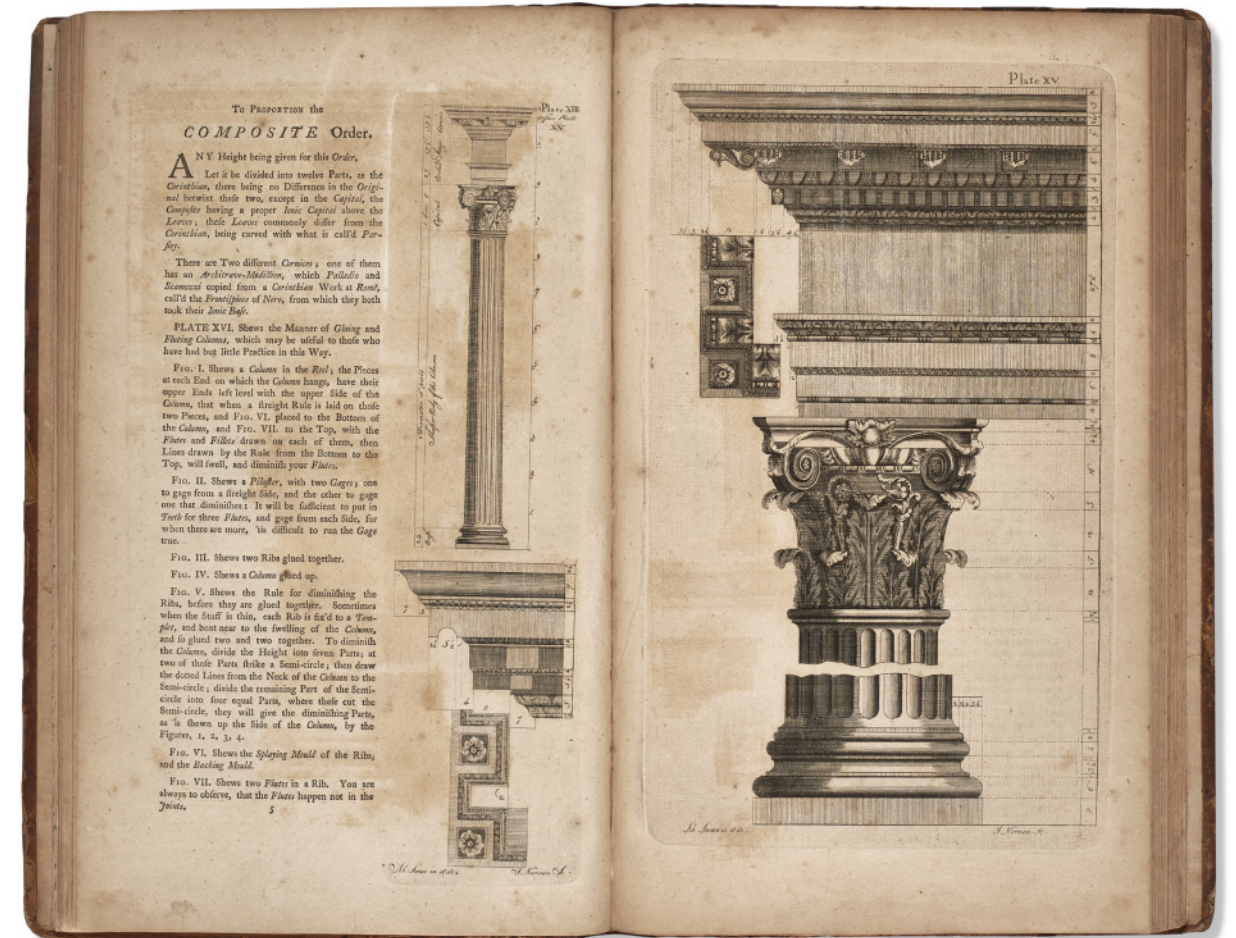 To PROPORTION the
COMPOSITE Order.
ANY Height being given for this Order,
Let it be divided into twelve Parts, as the
Corinthian, there being no Difference in the Origi-
nal betwixt these two, except in the Capital, the
Composite having a proper Ionic Capital above the
Leaves; these Leaves commonly differ from the
Corinthian, being carved with what is call'd Par-
sley.
There are Two different Cornices; one of them
has an Architrave-Modillion, which Palladio and
Scamozzi copied from a Corinthian Work at Rome,
call'd the Frontispiece of Nero, from which they both
took their Ionic Base.
PLATE XVI. Shews the Manner of Gluing and
Fluting Columns, which may be useful to those who
have had but little Practice in this Way.
FIG. I. Shews a Column in the Reel; the Pieces
at each End on which the Column hangs, have their
upper Ends left level with the upper Side of the
Column, that when a streight Rule is laid on those
two Pieces, and FIG. VI. placed to the Bottom of
the Column, and FIG. VII. to the Top, with the
Flutes and Fillets drawn on each of them, then
Lines drawn by the Rule from the Bottom to the
Top, will swell, and diminish your Flutes.
FIG. II. Shews a Pilaster, with two Gages; one
to gage from a streight Side, and the other to gage
one that diminishes: It will be sufficient to put in
Teeth for three Flutes, and gage from each Side, for
when there are more, 'tis difficult to run the Gage
true.
FIG. III. Shews two Ribs glued together.
FIG. IV. Shews a Column glued up.
FIG. V. Shews the Rule for diminishing the
Ribs, before they are glued together. Sometimes
when the Stuff is thin, each Rib is fix'd to a Tem-
plet, and bent near to the swelling of the Column,
and so glued two and two together. To diminish
the Column, divide the Height into seven Parts; at
two of those Parts strike a Semi-circle; then draw
the dotted Lines from the Neck of the Column to the
Semi-circle; divide the remaining Part of the Semi-
circle into four equal Parts, where these cut the
Semi-circle, they will give the diminishing Parts,
as is shewn up the Side of the Column, by the
Figures, 1, 2, 3, 4.
FIG. VI. Shews the Splaying Mould of the Ribs,
and the Backing Mould.
FIG. VII. Shews two Flutes in a Rib. You are
always to observe, that the Flutes happen not in the
Joints.
5
Plate XIII
XV
Capital
Base
Plate XV